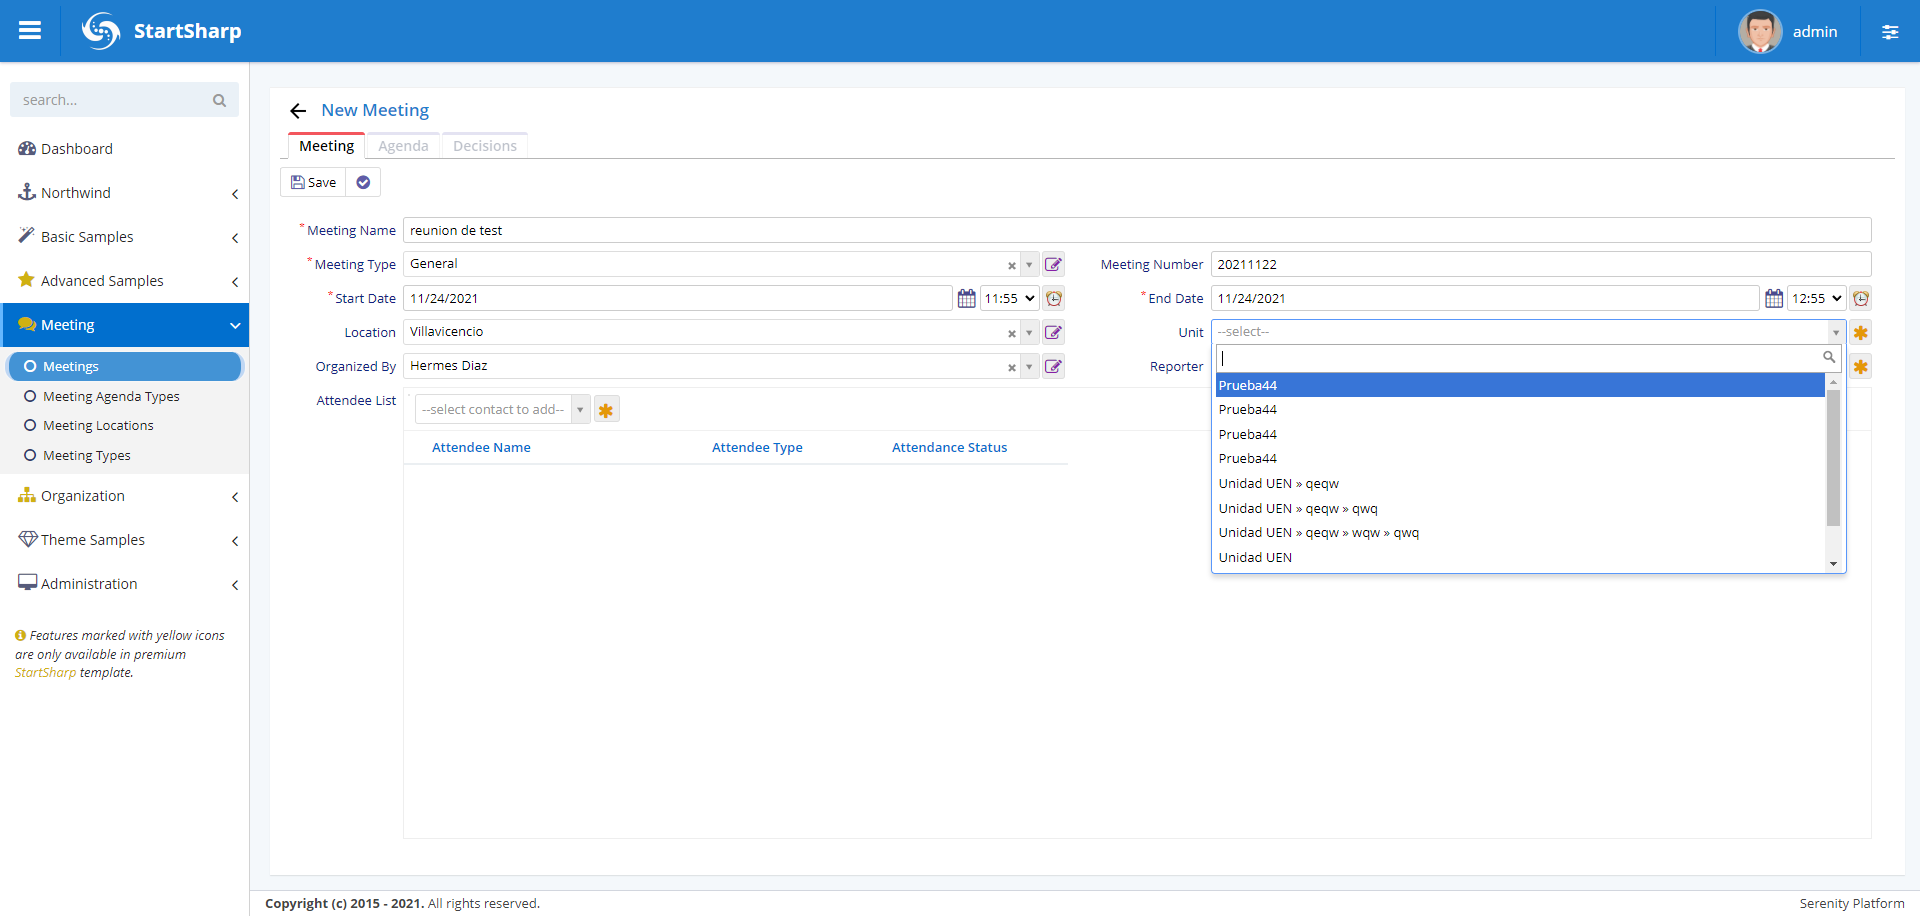 StartSharp
admin
search...
Dashboard
Northwind
Basic Samples
Advanced Samples
Meeting
Meetings
Meeting Agenda Types
Meeting Locations
Meeting Types
Organization
Theme Samples
Administration
Features marked with yellow icons
are only available in premium
StartSharp template.
New Meeting
Meeting Agenda Decisions
Save
* Meeting Name reunion de test
* Meeting Type General Meeting Number 20211122
* Start Date 11/24/2021 11:55 * End Date 11/24/2021 12:55
Location Villavicencio Unit --select--
Organized By Hermes Diaz Reporter
Attendee List --select contact to add--
Attendee Name Attendee Type Attendance Status
Prueba44
Prueba44
Prueba44
Prueba44
Unidad UEN » qeqw
Unidad UEN » qeqw » qwq
Unidad UEN » qeqw » wqw » qwq
Unidad UEN
Copyright (c) 2015 - 2021. All rights reserved.
Serenity Platform